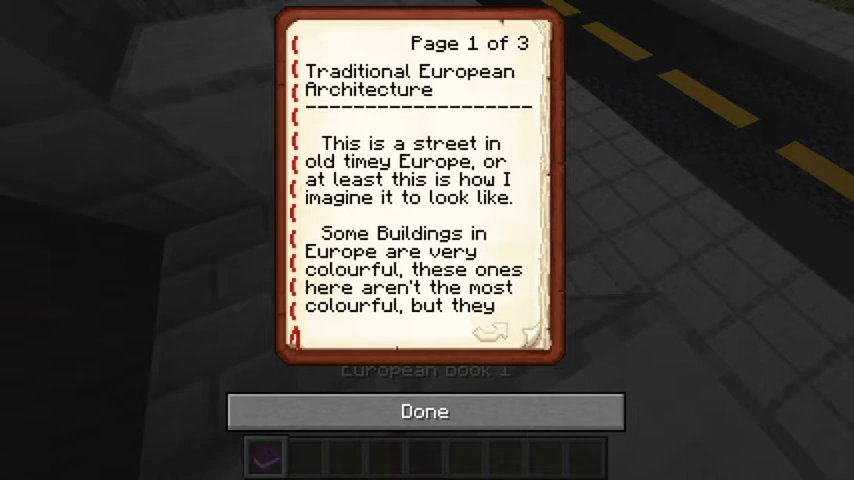 Page 1 of 3
Traditional European
Architecture
-------------------
This is a street in
old timey Europe, or
at least this is how I
imagine it to look like.
Some Buildings in
Europe are very
colourful, these ones
here aren't the most
colourful, but they
European Book 1
Done